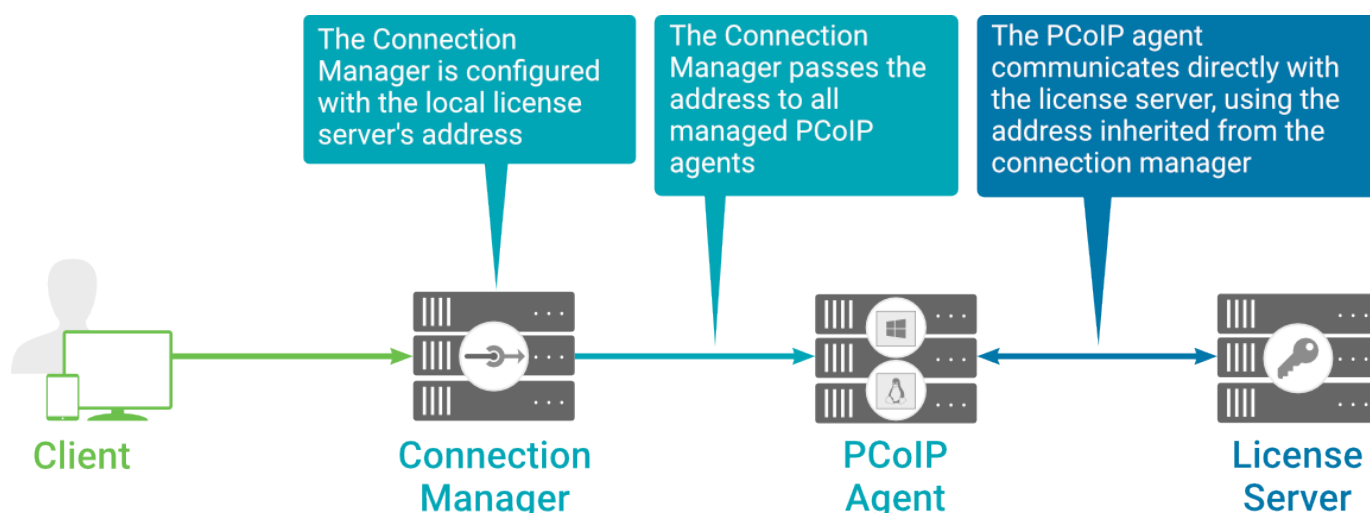 The Connection
Manager is configured
with the local license
server's address
The Connection
Manager passes the
address to all
managed PCoIP
agents
The PCoIP agent
communicates directly with
the license server, using the
address inherited from the
connection manager
Client
Connection
Manager
PCoIP
Agent
License
Server